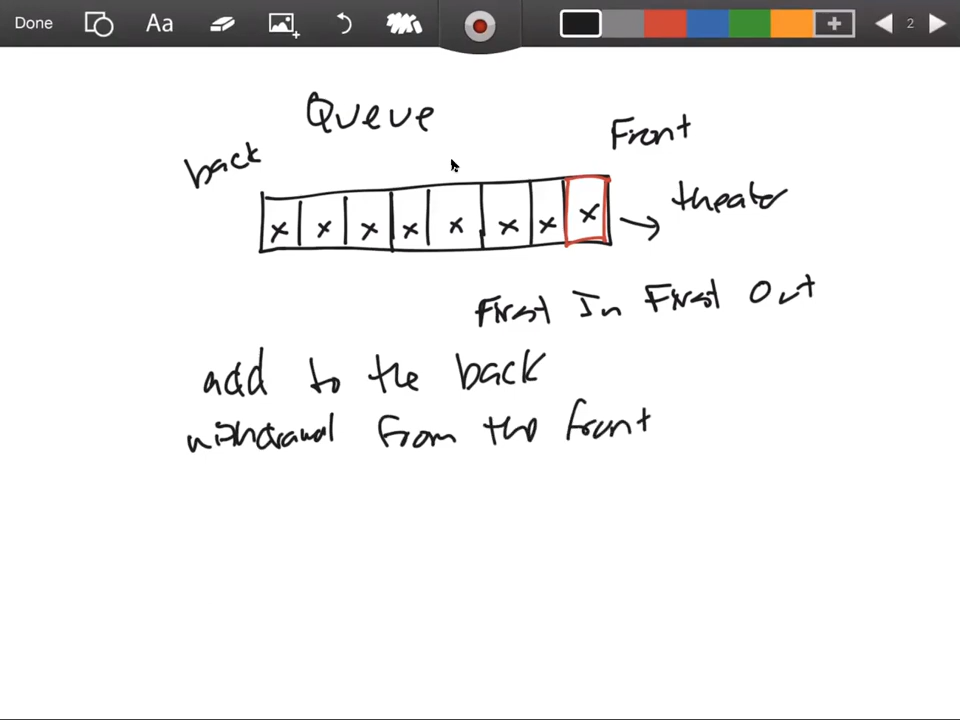 Done
Aa
2
Queue
back
Front
x x x x x x x x
theater
First In First Out
add to the back
withdrawal from the front